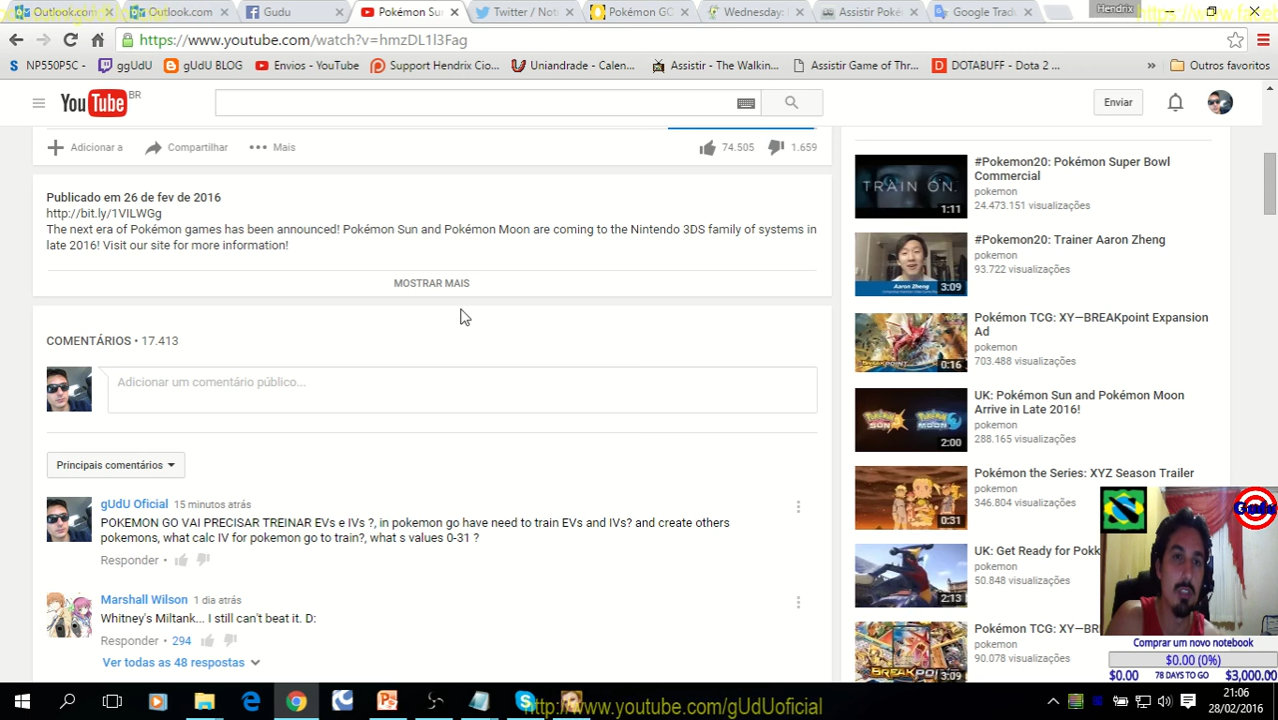 Outlook.com
Outlook.com
Gudu
Pokémon Su
Twitter / Not
Pokémon GO
Wednesday:
Assistir Poké
Google Trad
Hendrix
https://www.youtube.com/watch?v=hmzDL1l3Fag
NP550P5C -
ggUdU
gUdU BLOG
Envios - YouTube
Support Hendrix Cio...
Uniandrade - Calen...
Assistir - The Walkin...
Assistir Game of Thr...
DOTABUFF - Dota 2 ...
Outros favoritos
YouTube BR
Enviar
Adicionar a
Compartilhar
Mais
74.505
1.659
Publicado em 26 de fev de 2016
http://bit.ly/1VILWGg
The next era of Pokémon games has been announced! Pokémon Sun and Pokémon Moon are coming to the Nintendo 3DS family of systems in
late 2016! Visit our site for more information!
MOSTRAR MAIS
COMENTÁRIOS • 17.413
Adicionar um comentário público...
Principais comentários
gUdU Oficial 15 minutos atrás
POKEMON GO VAI PRECISAR TREINAR EVs e IVs ?, in pokemon go have need to train EVs and IVs? and create others
pokemons, what calc IV for pokemon go to train?, what s values 0-31 ?
Responder •
Marshall Wilson 1 dia atrás
Whitney's Miltank... I still can't beat it. D:
Responder • 294
Ver todas as 48 respostas
TRAIN ON.
1:11
#Pokemon20: Pokémon Super Bowl
Commercial
pokemon
24.473.151 visualizações
Aaron Zheng
3:09
#Pokemon20: Trainer Aaron Zheng
pokemon
93.722 visualizações
0:16
Pokémon TCG: XY—BREAKpoint Expansion
Ad
pokemon
703.488 visualizações
2:00
UK: Pokémon Sun and Pokémon Moon
Arrive in Late 2016!
pokemon
288.165 visualizações
0:31
Pokémon the Series: XYZ Season Trailer
pokemon
346.804 visualizações
2:13
UK: Get Ready for Pokk
pokemon
50.848 visualizações
BREAKPOINT
3:09
Pokémon TCG: XY—BR
pokemon
90.078 visualizações
Gudu
Comprar um novo notebook
$0.00 (0%)
$0.00
78 DAYS TO GO
$3,000.00
http://www.youtube.com/gUdUoficial
21:06
28/02/2016